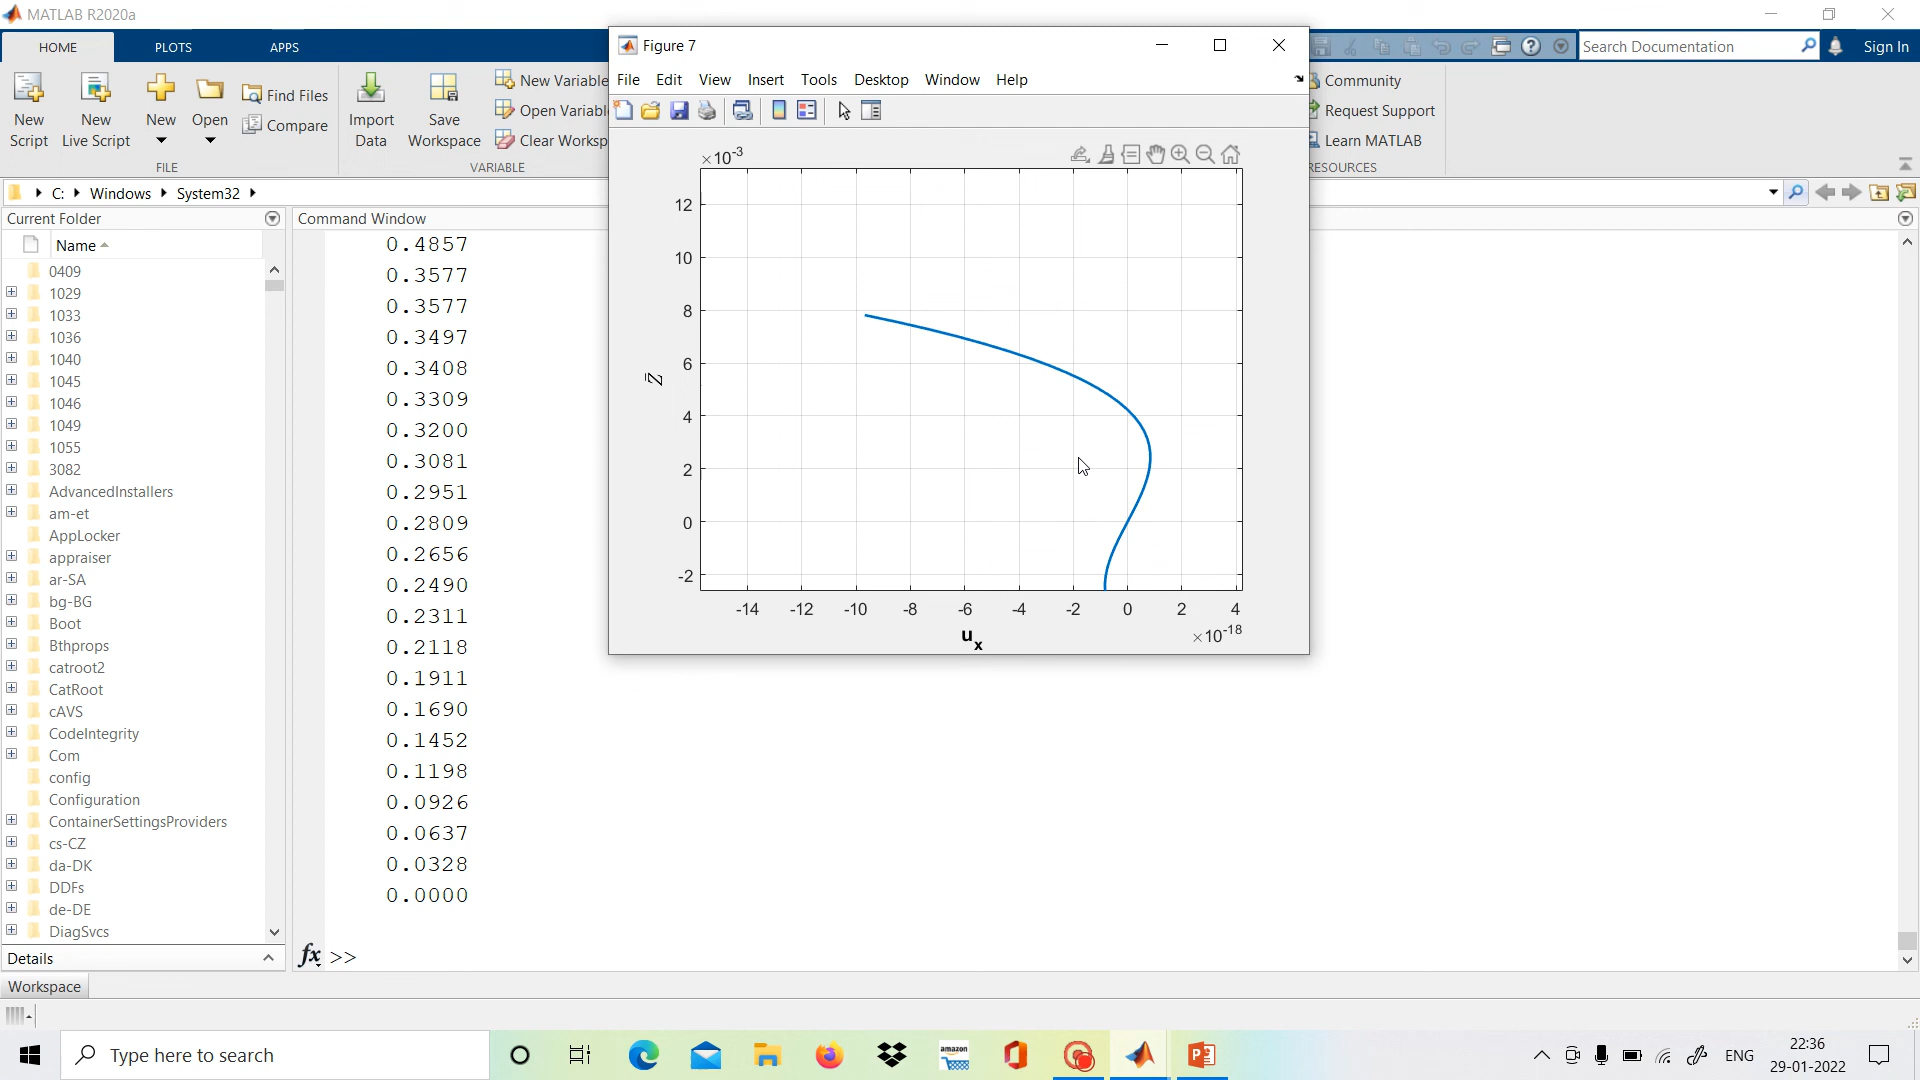 MATLAB R2020a
HOME
PLOTS
APPS
Search Documentation
Sign In
New
Script
New
Live Script
New
Open
Find Files
Compare
Import
Data
Save
Workspace
New Variable
Open Variabl
Clear Worksp
FILE
VARIABLE
Community
Request Support
Learn MATLAB
RESOURCES
C:
Windows
System32
Current Folder
Name
0409
1029
1033
1036
1040
1045
1046
1049
1055
3082
AdvancedInstallers
am-et
AppLocker
appraiser
ar-SA
bg-BG
Boot
Bthprops
catroot2
CatRoot
cAVS
CodeIntegrity
Com
config
Configuration
ContainerSettingsProviders
cs-CZ
da-DK
DDFs
de-DE
DiagSvcs
Details
Workspace
Command Window
0.4857
0.3577
0.3577
0.3497
0.3408
0.3309
0.3200
0.3081
0.2951
0.2809
0.2656
0.2490
0.2311
0.2118
0.1911
0.1690
0.1452
0.1198
0.0926
0.0637
0.0328
0.0000
fx >>
Figure 7
File Edit View Insert Tools Desktop Window Help
×10-3
12
10
8
6
4
2
0
-2
z̄
-14 -12 -10 -8 -6 -4 -2 0 2 4
×10-18
ux
Type here to search
amazon
ENG
22:36
29-01-2022